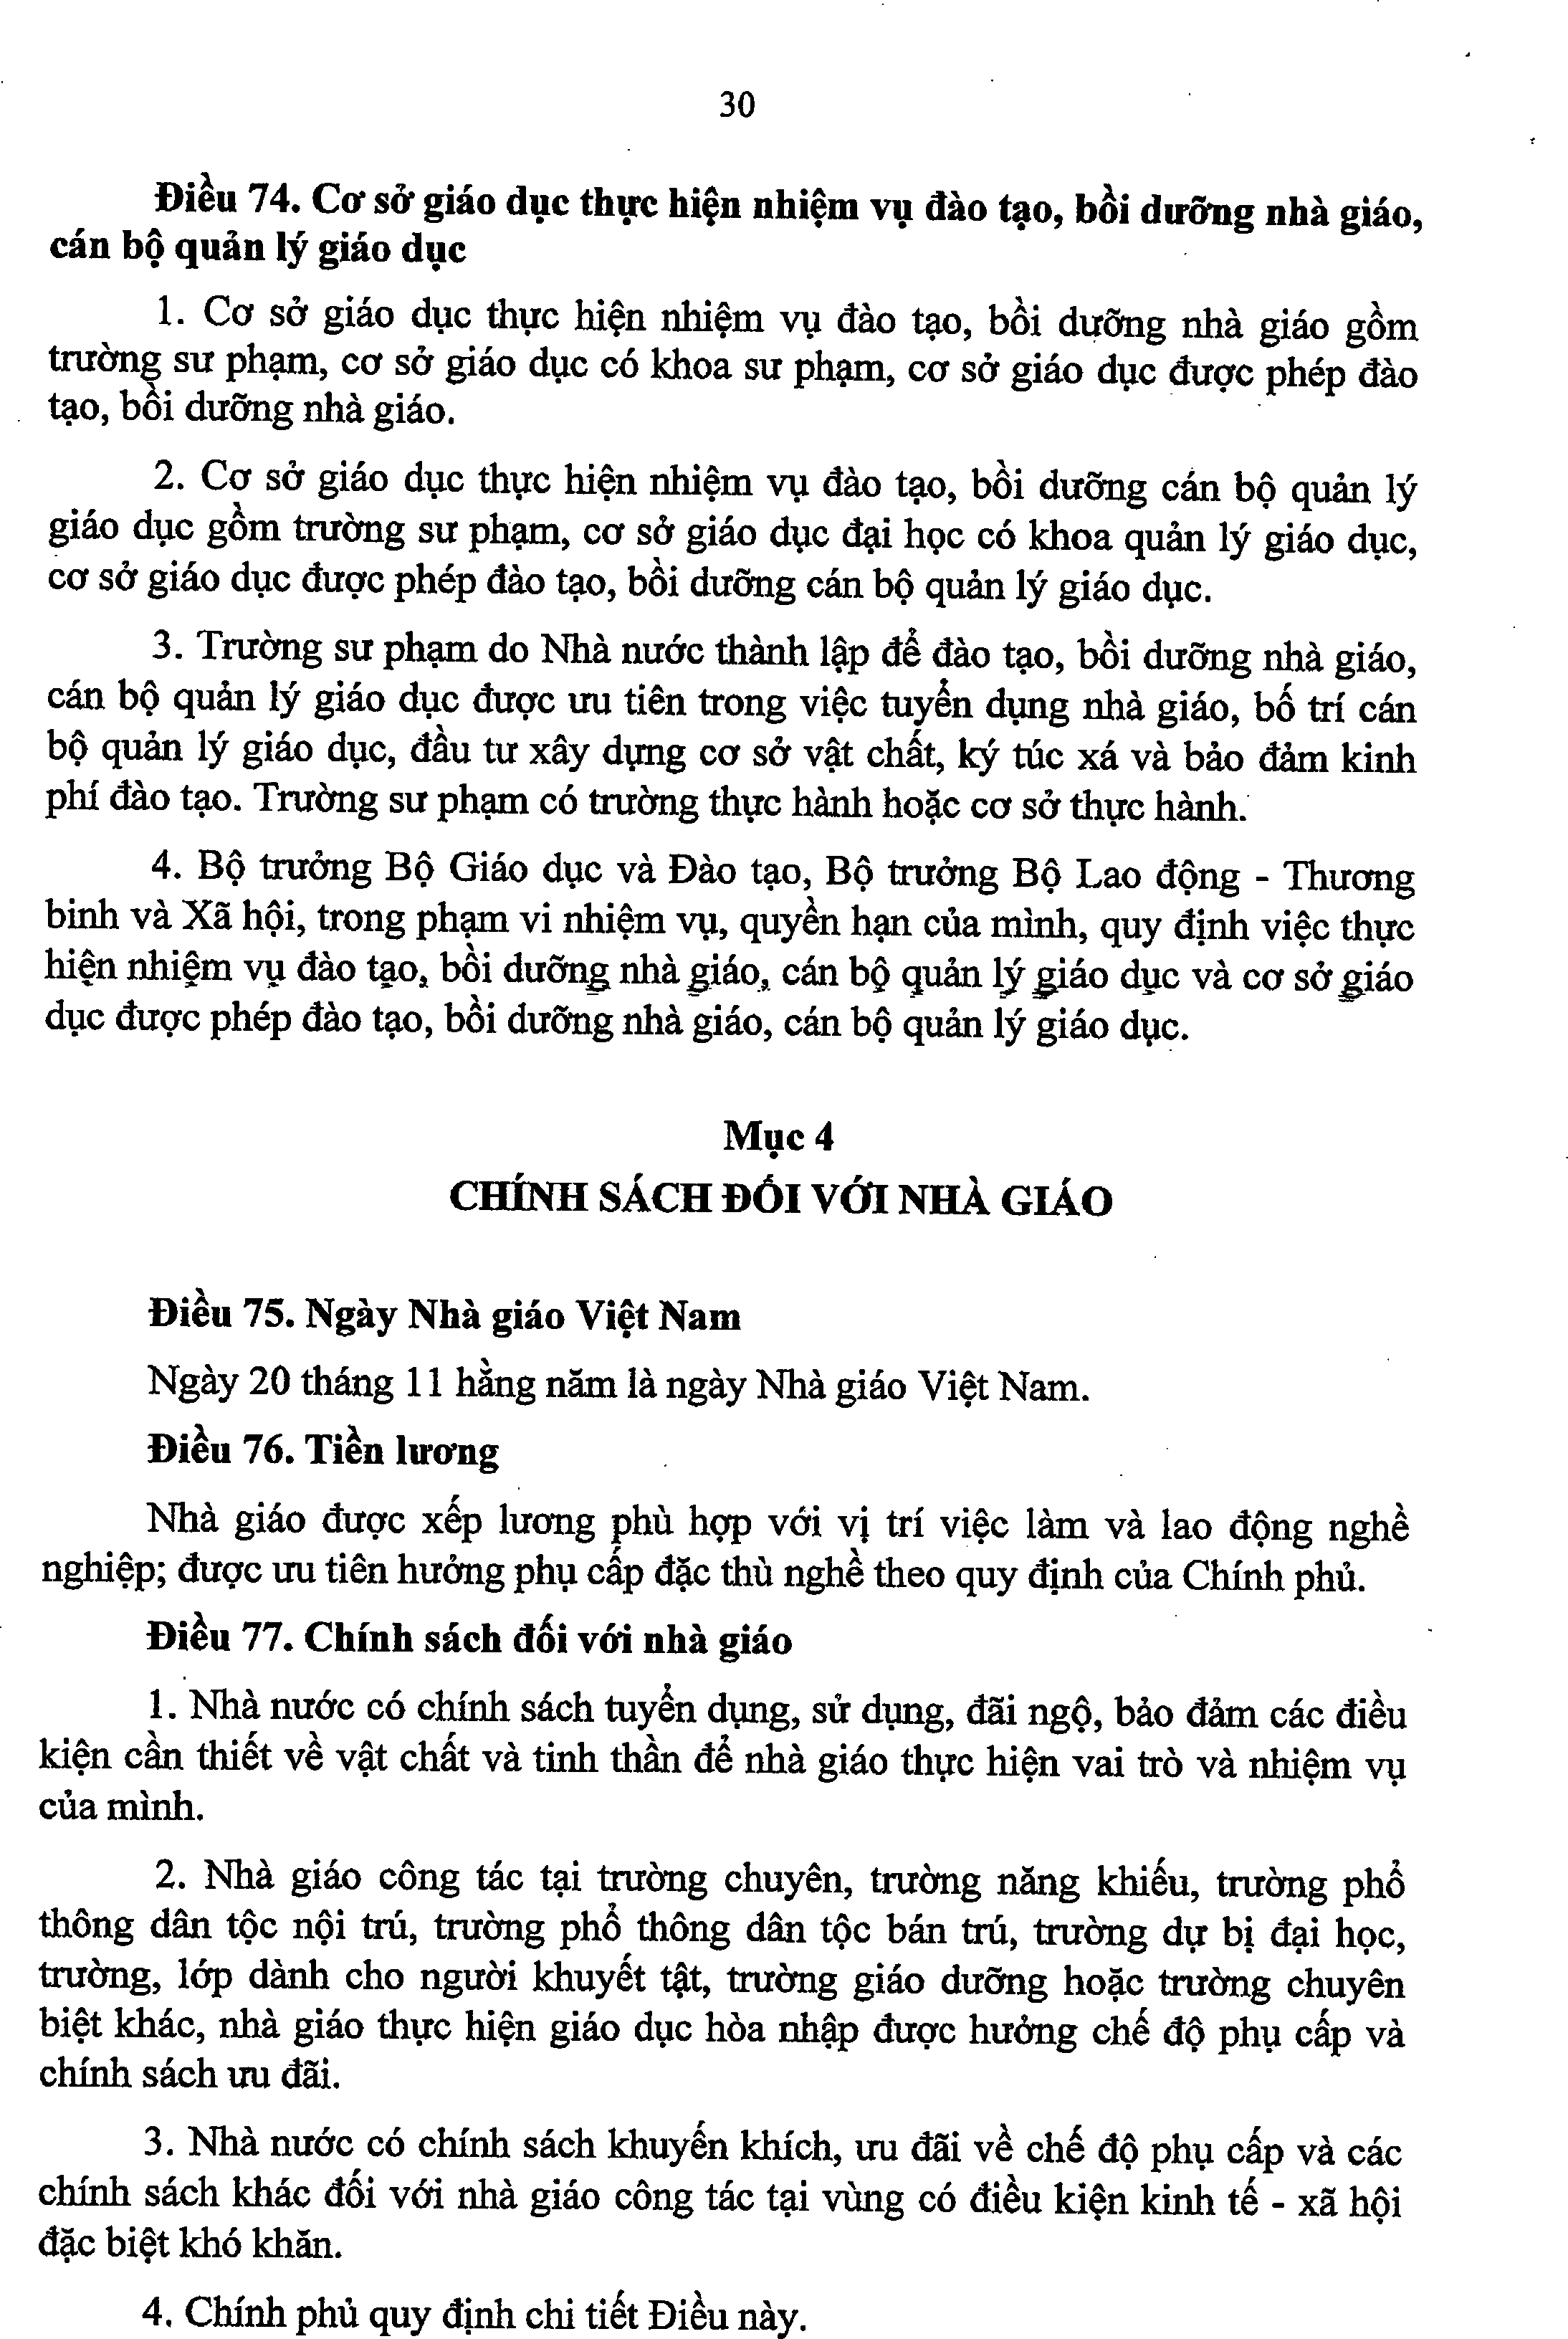 30
Điều 74. Cơ sở giáo dục thực hiện nhiệm vụ đào tạo, bồi dưỡng nhà giáo,
cán bộ quản lý giáo dục
1. Cơ sở giáo dục thực hiện nhiệm vụ đào tạo, bồi dưỡng nhà giáo gồm
trường sư phạm, cơ sở giáo dục có khoa sư phạm, cơ sở giáo dục được phép đào
tạo, bồi dưỡng nhà giáo.
2. Cơ sở giáo dục thực hiện nhiệm vụ đào tạo, bồi dưỡng cán bộ quản lý
giáo dục gồm trường sư phạm, cơ sở giáo dục đại học có khoa quản lý giáo dục,
cơ sở giáo dục được phép đào tạo, bồi dưỡng cán bộ quản lý giáo dục.
3. Trường sư phạm do Nhà nước thành lập để đào tạo, bồi dưỡng nhà giáo,
cán bộ quản lý giáo dục được ưu tiên trong việc tuyển dụng nhà giáo, bố trí cán
bộ quản lý giáo dục, đầu tư xây dựng cơ sở vật chất, ký túc xá và bảo đảm kinh
phí đào tạo. Trường sư phạm có trường thực hành hoặc cơ sở thực hành.
4. Bộ trưởng Bộ Giáo dục và Đào tạo, Bộ trưởng Bộ Lao động - Thương
binh và Xã hội, trong phạm vi nhiệm vụ, quyền hạn của mình, quy định việc thực
hiện nhiệm vụ đào tạo, bồi dưỡng nhà giáo, cán bộ quản lý giáo dục và cơ sở giáo
dục được phép đào tạo, bồi dưỡng nhà giáo, cán bộ quản lý giáo dục.
Mục 4
CHÍNH SÁCH ĐỐI VỚI NHÀ GIÁO
Điều 75. Ngày Nhà giáo Việt Nam
Ngày 20 tháng 11 hằng năm là ngày Nhà giáo Việt Nam.
Điều 76. Tiền lương
Nhà giáo được xếp lương phù hợp với vị trí việc làm và lao động nghề
nghiệp; được ưu tiên hưởng phụ cấp đặc thù nghề theo quy định của Chính phủ.
Điều 77. Chính sách đối với nhà giáo
1. Nhà nước có chính sách tuyển dụng, sử dụng, đãi ngộ, bảo đảm các điều
kiện cần thiết về vật chất và tinh thần để nhà giáo thực hiện vai trò và nhiệm vụ
của mình.
2. Nhà giáo công tác tại trường chuyên, trường năng khiếu, trường phổ
thông dân tộc nội trú, trường phổ thông dân tộc bán trú, trường dự bị đại học,
trường, lớp dành cho người khuyết tật, trường giáo dưỡng hoặc trường chuyên
biệt khác, nhà giáo thực hiện giáo dục hòa nhập được hưởng chế độ phụ cấp và
chính sách ưu đãi.
3. Nhà nước có chính sách khuyến khích, ưu đãi về chế độ phụ cấp và các
chính sách khác đối với nhà giáo công tác tại vùng có điều kiện kinh tế - xã hội
đặc biệt khó khăn.
4. Chính phủ quy định chi tiết Điều này.